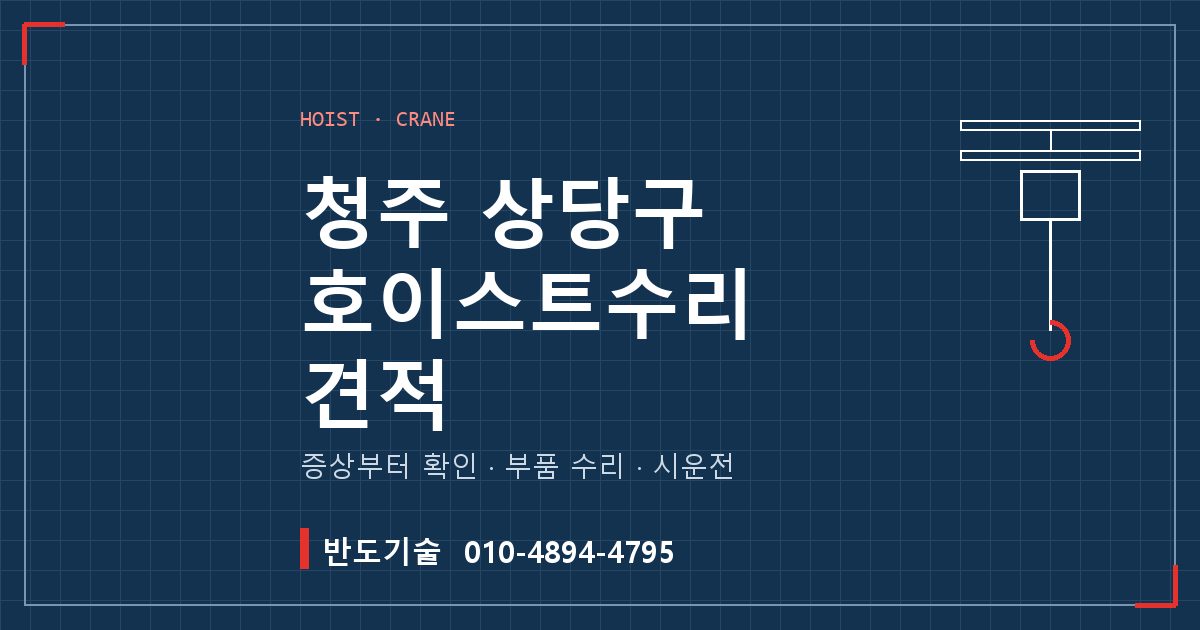 HOIST · CRANE
청주 상당구
호이스트수리
견적
증상부터 확인 · 부품 수리 · 시운전
반도기술 010-4894-4795